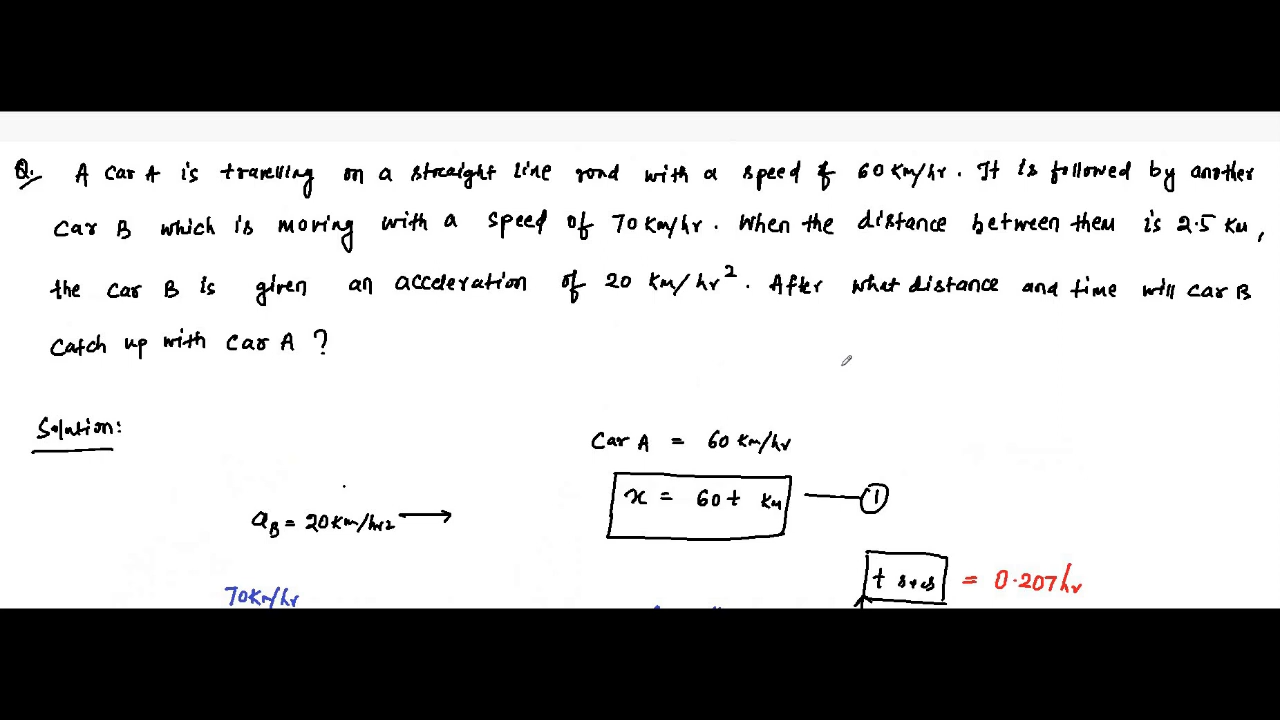 Q. A car A is travelling on a straight line road with a speed of 60 Km/hr. It is followed by another
car B which is moving with a speed of 70 Km/hr. When the distance between them is 2.5 Km,
the car B is given an acceleration of 20 Km/hr². After what distance and time will car B
catch up with car A ?
Solution:
Car A = 60 Km/hr
x = 60t Km ①
a_B = 20 Km/hr²
t secs = 0.207 hr
70 Km/hr